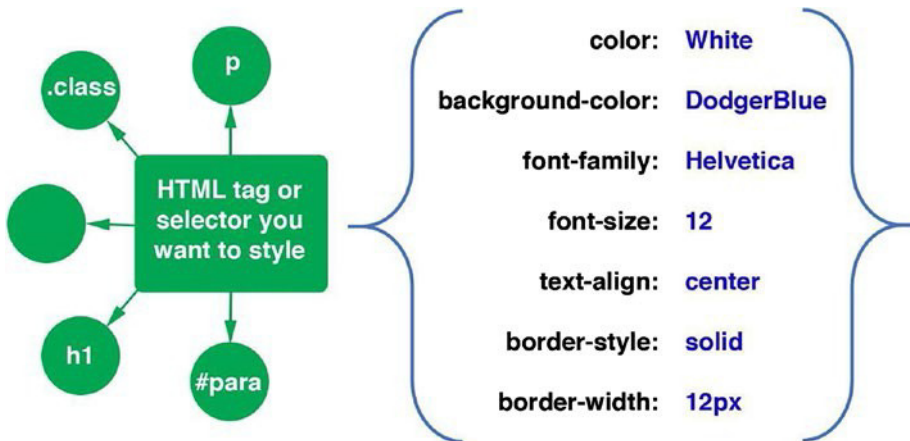 .class
p
HTML tag or
selector you
want to style
h1
#para
color: White
background-color: DodgerBlue
font-family: Helvetica
font-size: 12
text-align: center
border-style: solid
border-width: 12px